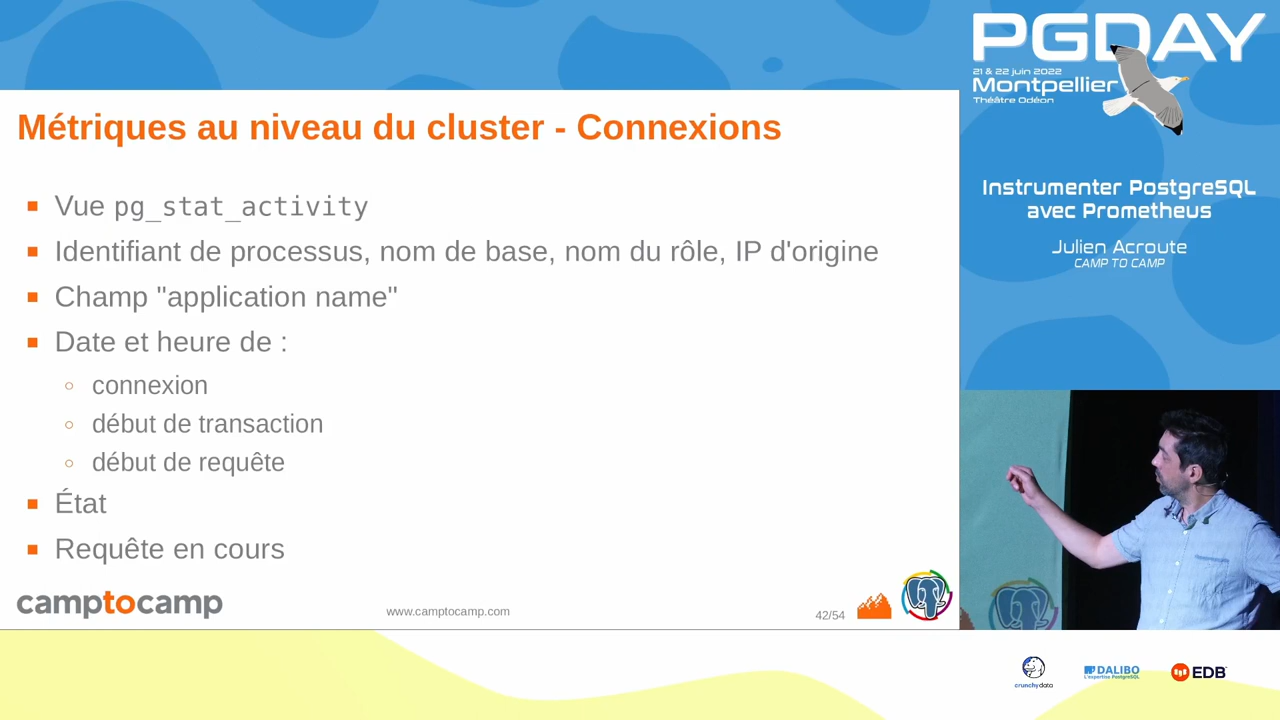 PGDAY
21 & 22 juin 2022
Montpellier
Théâtre Odéon
Métriques au niveau du cluster - Connexions
Vue pg_stat_activity
Identifiant de processus, nom de base, nom du rôle, IP d'origine
Champ "application name"
Date et heure de :
connexion
début de transaction
début de requête
État
Requête en cours
camptocamp
www.camptocamp.com
42/54
Instrumenter PostgreSQL
avec Prometheus
Julien Acroute
CAMP TO CAMP
crunchydata
DALIBO
L'expertise PostgreSQL
EDB